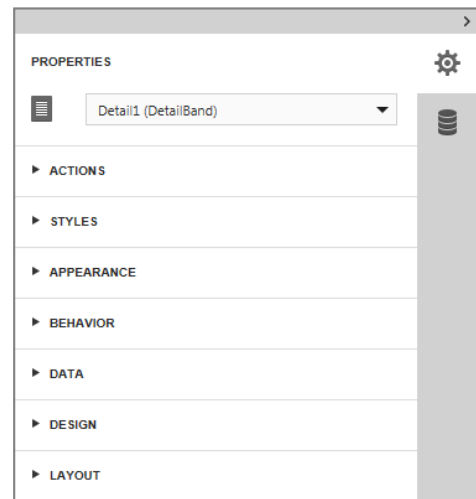 PROPERTIES
Detail1 (DetailBand)
ACTIONS
STYLES
APPEARANCE
BEHAVIOR
DATA
DESIGN
LAYOUT